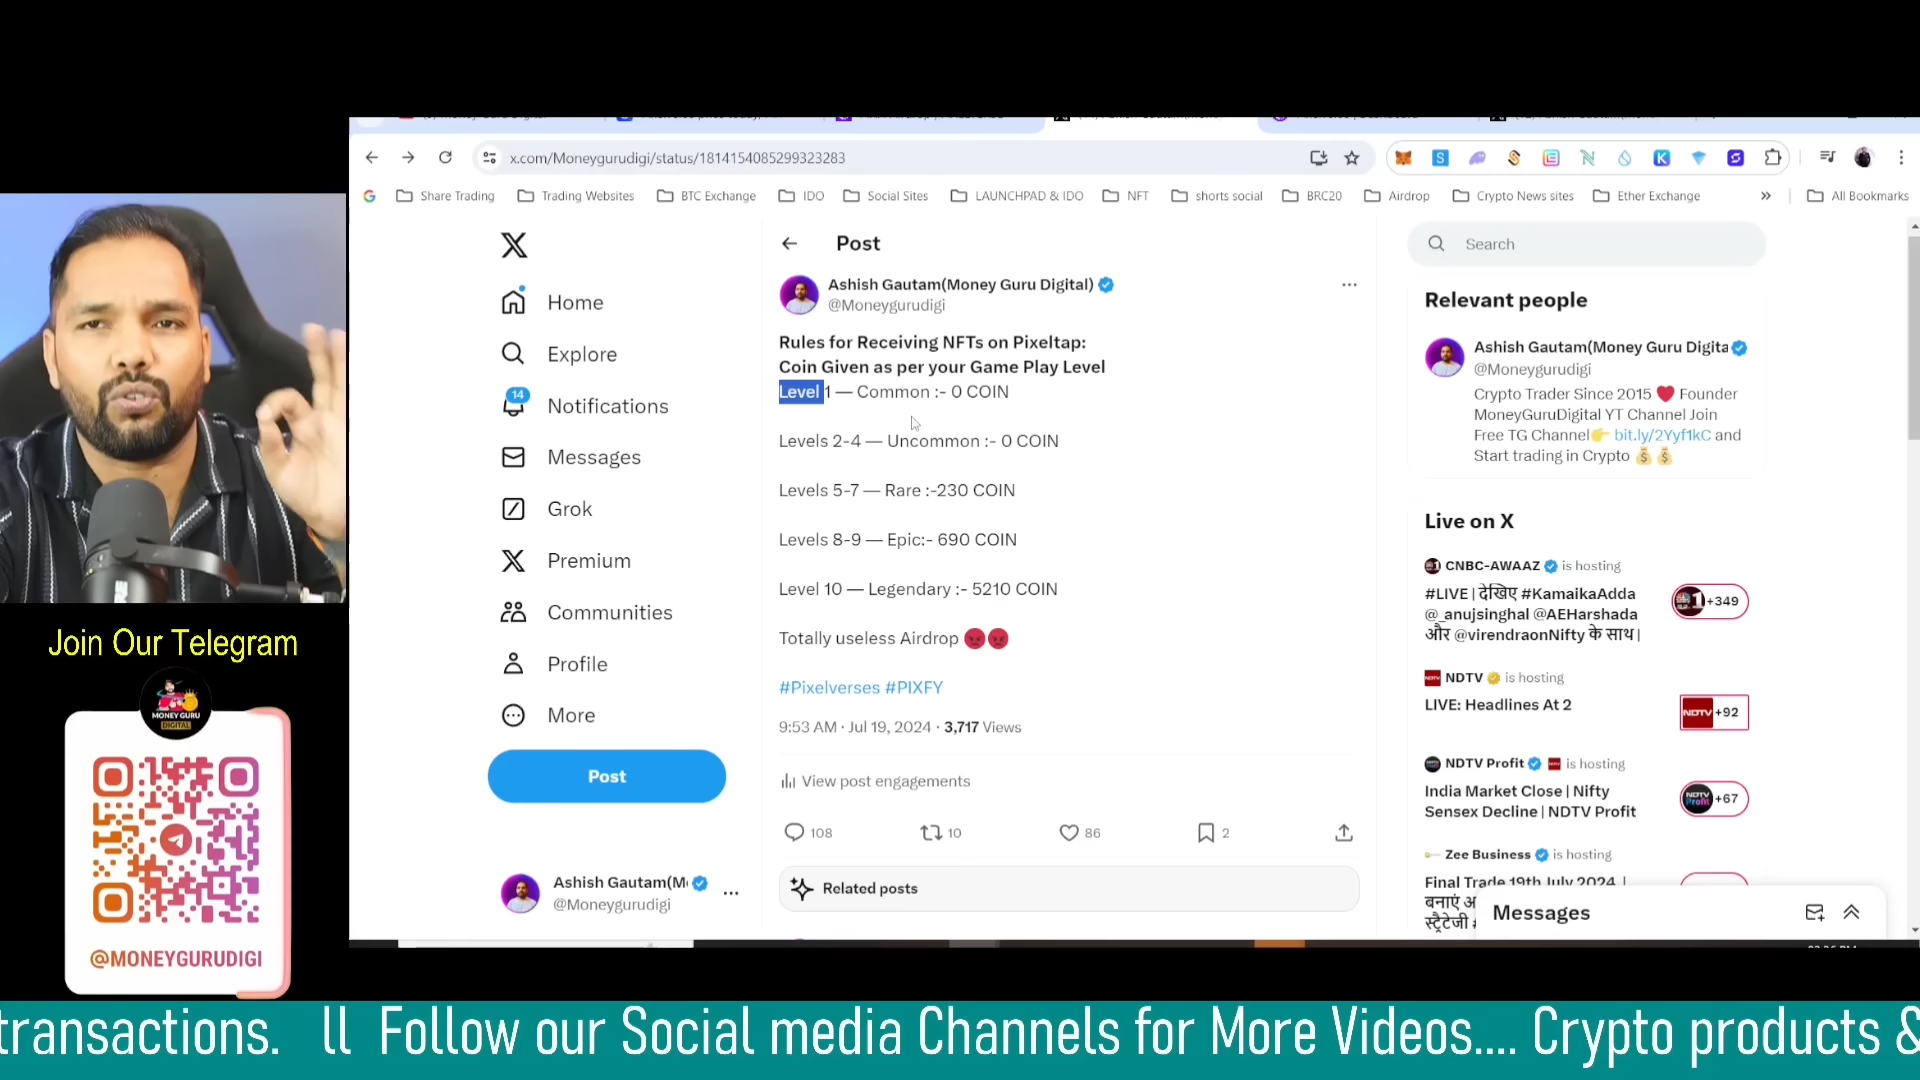 x.com/Moneygurudigi/status/1814154085299323283
Share Trading
Trading Websites
BTC Exchange
IDO
Social Sites
LAUNCHPAD & IDO
NFT
shorts social
BRC20
Airdrop
Crypto News sites
Ether Exchange
All Bookmarks
Home
Explore
14
Notifications
Messages
Grok
Premium
Communities
Profile
More
Post
Ashish Gautam(M
@Moneygurudigi
Post
Ashish Gautam(Money Guru Digital)
@Moneygurudigi
Rules for Receiving NFTs on Pixeltap:
Coin Given as per your Game Play Level
Level 1 — Common :- 0 COIN
Levels 2-4 — Uncommon :- 0 COIN
Levels 5-7 — Rare :-230 COIN
Levels 8-9 — Epic:- 690 COIN
Level 10 — Legendary :- 5210 COIN
Totally useless Airdrop 😡😡
#Pixelverses #PIXFY
9:53 AM · Jul 19, 2024 · 3,717 Views
View post engagements
108
10
86
2
Related posts
Search
Relevant people
Ashish Gautam(Money Guru Digita
@Moneygurudigi
Crypto Trader Since 2015 ❤️ Founder
MoneyGuruDigital YT Channel Join
Free TG Channel👉 bit.ly/2Yyf1kC and
Start trading in Crypto 💰💰
Live on X
CNBC-AWAAZ is hosting
#LIVE | देखिए #KamaikaAdda
@_anujsinghal @AEHarshada
और @virendraonNifty के साथ |
+349
NDTV is hosting
LIVE: Headlines At 2
NDTV +92
NDTV Profit is hosting
India Market Close | Nifty
Sensex Decline | NDTV Profit
+67
Zee Business is hosting
Final Trade 19th July 2024 |
Messages
Join Our Telegram
MONEY GURU
DIGITAL
@MONEYGURUDIGI
transactions. ll Follow our Social media Channels for More Videos.... Crypto products &